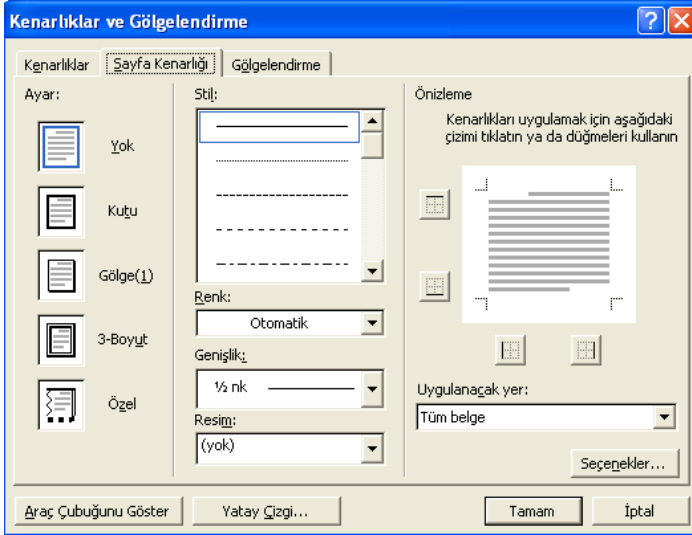 Kenarlıklar ve Gölgelendirme
Kenarlıklar Sayfa Kenarlığı Gölgelendirme
Ayar:
Yok
Kutu
Gölge(1)
3-Boyut
Özel
Stil:
Renk:
Otomatik
Genişlik:
½ nk
Resim:
(yok)
Önizleme
Kenarlıkları uygulamak için aşağıdaki
çizimi tıklatın ya da düğmeleri kullanın
Uygulanacak yer:
Tüm belge
Seçenekler...
Araç Çubuğunu Göster Yatay Çizgi... Tamam İptal